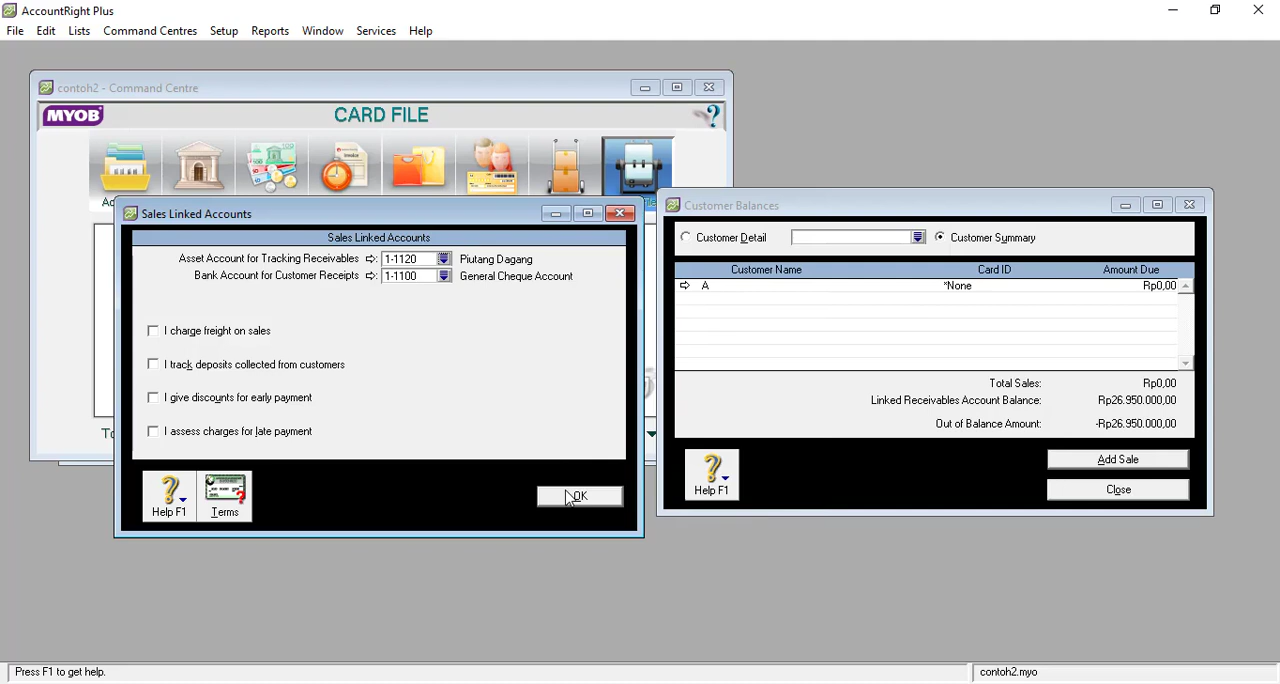 AccountRight Plus
File Edit Lists Command Centres Setup Reports Window Services Help
contoh2 - Command Centre
MYOB CARD FILE
Sales Linked Accounts
Sales Linked Accounts
Asset Account for Tracking Receivables 1-1120 Piutang Dagang
Bank Account for Customer Receipts 1-1100 General Cheque Account
I charge freight on sales
I track deposits collected from customers
I give discounts for early payment
I assess charges for late payment
Help F1 Terms OK
Customer Balances
Customer Detail Customer Summary
Customer Name Card ID Amount Due
A *None Rp0,00
Total Sales: Rp0,00
Linked Receivables Account Balance: Rp26.950.000,00
Out of Balance Amount: -Rp26.950.000,00
Add Sale
Help F1 Close
Press F1 to get help. contoh2.myo